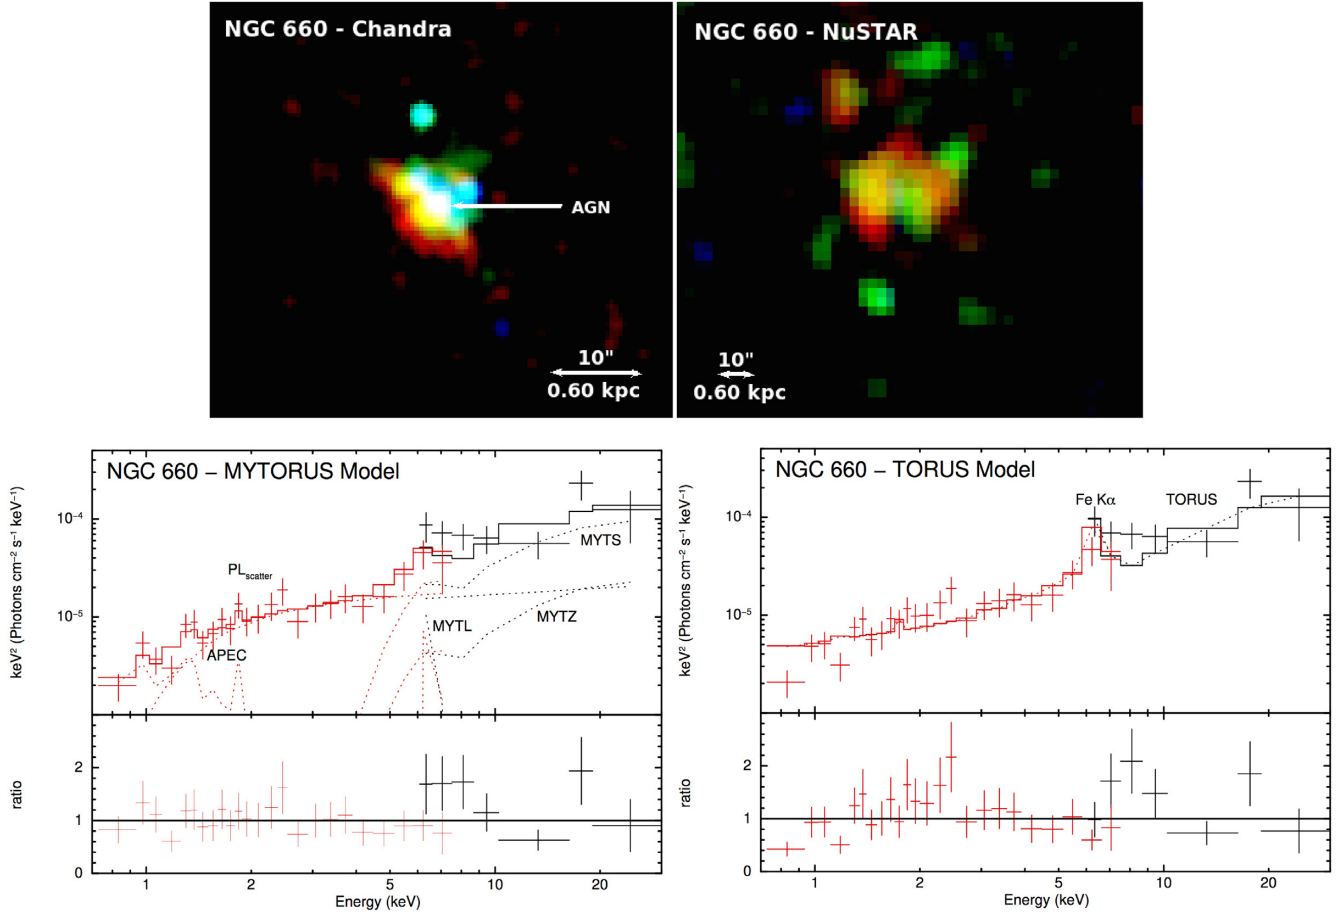 NGC 660 - Chandra
AGN
10"
0.60 kpc
NGC 660 - NuSTAR
10"
0.60 kpc
NGC 660 – MYTORUS Model
keV² (Photons cm⁻² s⁻¹ keV⁻¹)
10⁻⁴
10⁻⁵
PLscatter
APEC
MYTS
MYTL
MYTZ
ratio
2
1
0
1
2
5
10
20
Energy (keV)
NGC 660 – TORUS Model
keV² (Photons cm⁻² s⁻¹ keV⁻¹)
10⁻⁴
10⁻⁵
Fe Kα
TORUS
ratio
2
1
0
1
2
5
10
20
Energy (keV)